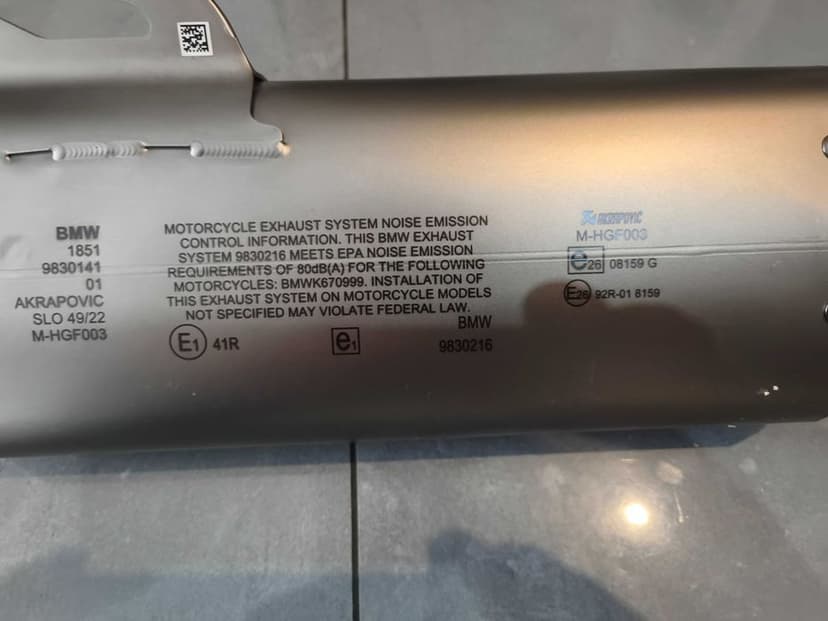 BMW
1851
9830141
01
AKRAPOVIC
SLO 49/22
M-HGF003
MOTORCYCLE EXHAUST SYSTEM NOISE EMISSION
CONTROL INFORMATION. THIS BMW EXHAUST
SYSTEM 9830216 MEETS EPA NOISE EMISSION
REQUIREMENTS OF 80dB(A) FOR THE FOLLOWING
MOTORCYCLES: BMWK670999. INSTALLATION OF
THIS EXHAUST SYSTEM ON MOTORCYCLE MODELS
NOT SPECIFIED MAY VIOLATE FEDERAL LAW.
BMW
E1 41R
e1
9830216
AKRAPOVIČ
M-HGF003
e26 08159 G
E26 92R-01 8159